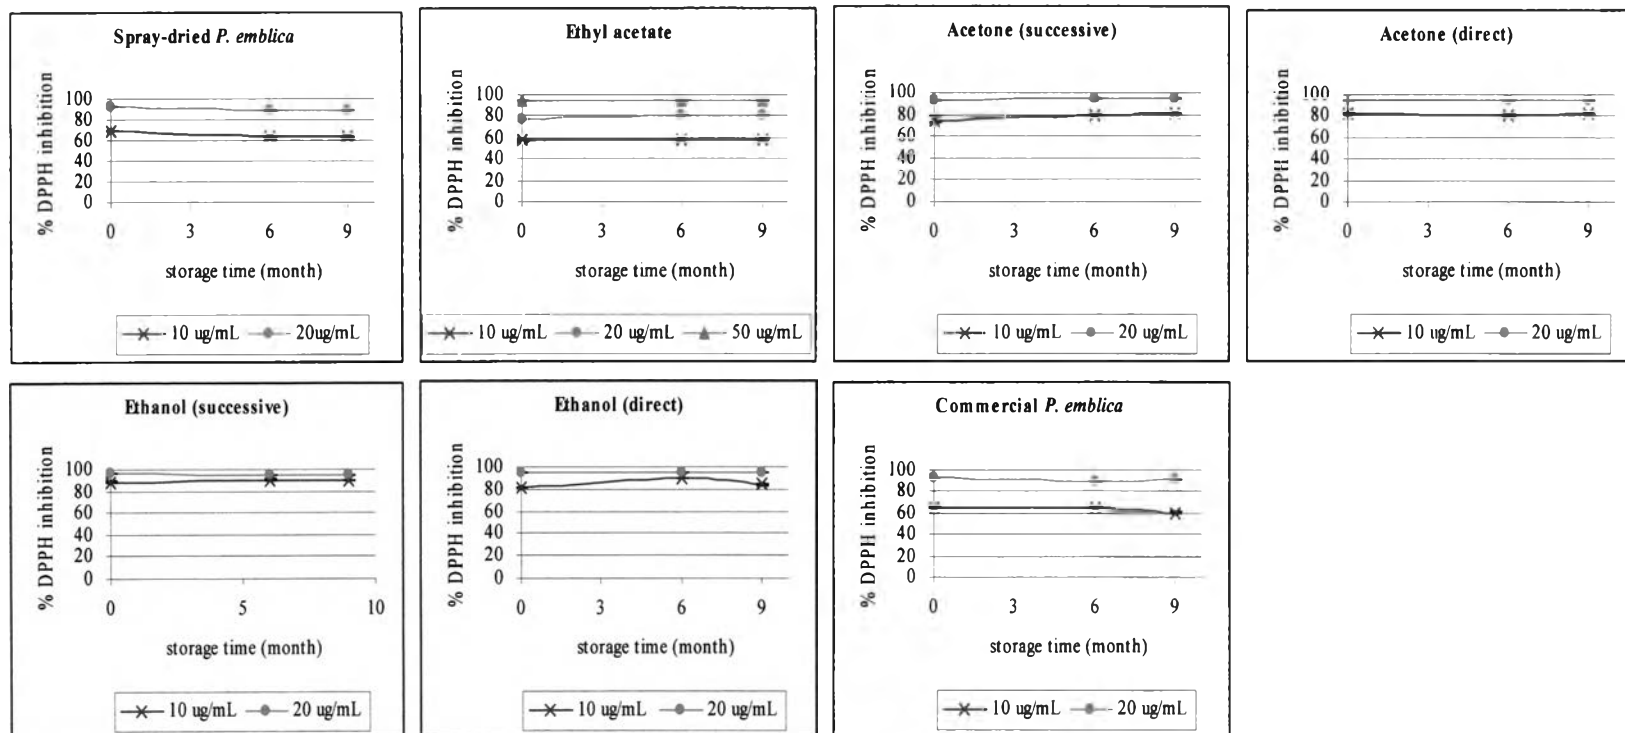 Spray-dried P. emblica
% DPPH inhibition
100
80
60
40
20
0
0 3 6 9
storage time (month)
10 ug/mL 20ug/mL
Ethyl acetate
% DPPH inhibition
100
80
60
40
20
0
0 3 6 9
storage time (month)
10 ug/mL 20 ug/mL 50 ug/mL
Acetone (successive)
% DPPH inhibition
100
80
60
40
20
0
0 3 6 9
storage time (month)
10 ug/mL 20 ug/mL
Acetone (direct)
% DPPH inhibition
100
80
60
40
20
0
0 3 6 9
storage time (month)
10 ug/mL 20 ug/mL
Ethanol (successive)
% DPPH inhibition
100
80
60
40
20
0
0 5 10
storage time (month)
10 ug/mL 20 ug/mL
Ethanol (direct)
% DPPH inhibition
100
80
60
40
20
0
0 3 6 9
storage time (month)
10 ug/mL 20 ug/mL
Commercial P. emblica
% DPPH inhibition
100
80
60
40
20
0
0 3 6 9
storage time (month)
10 ug/mL 20 ug/mL